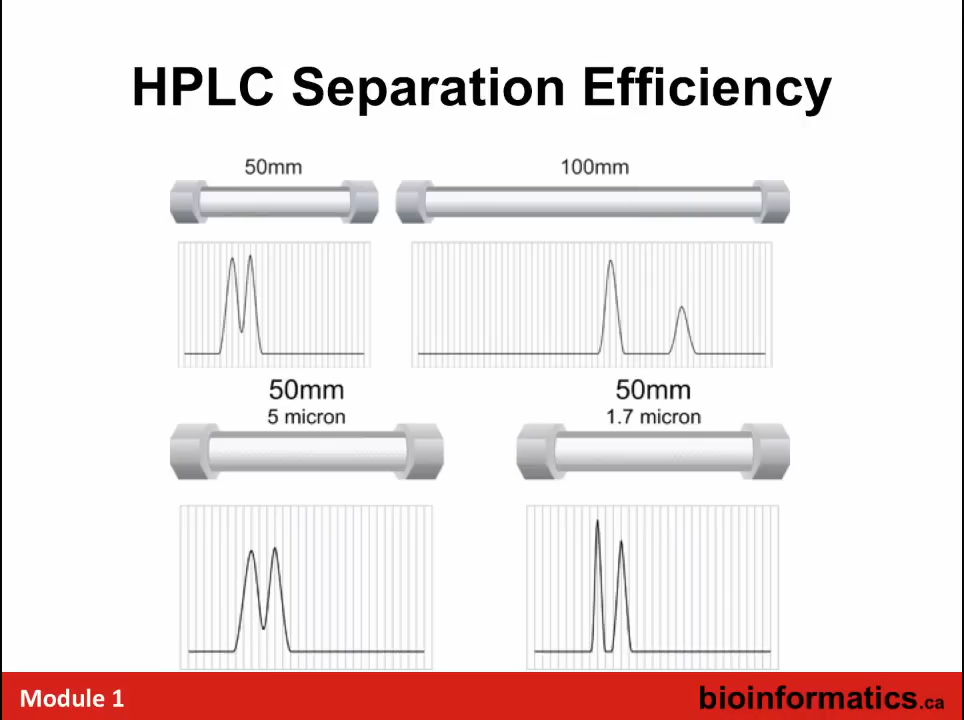 HPLC Separation Efficiency
50mm
100mm
50mm
5 micron
50mm
1.7 micron
Module 1
bioinformatics.ca